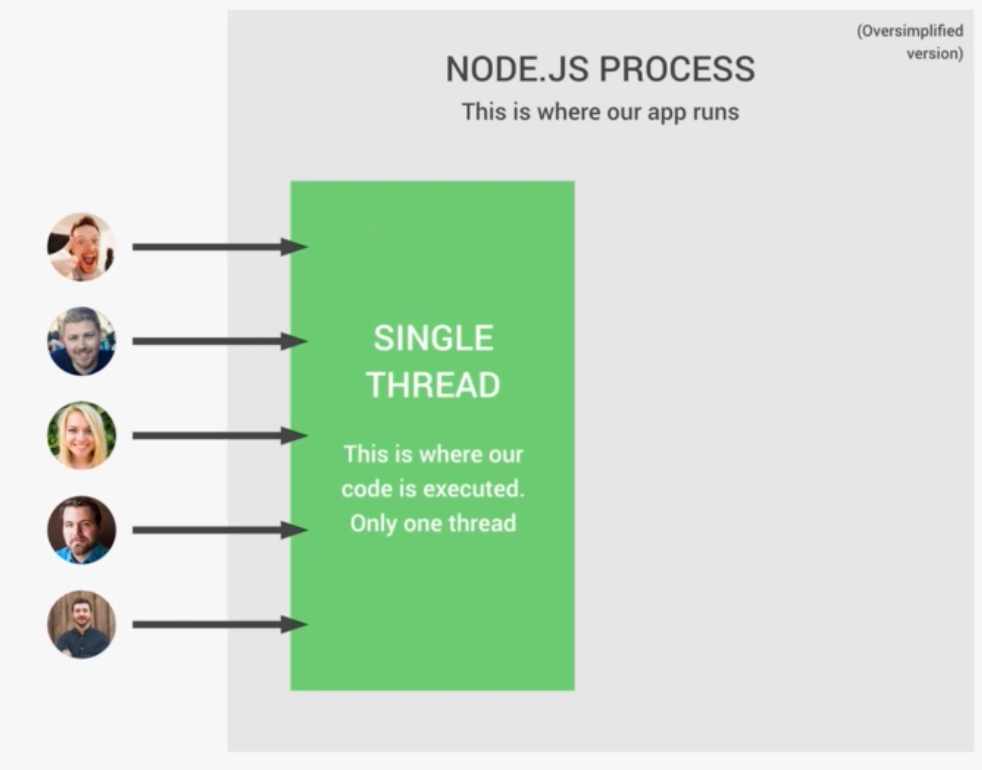 (Oversimplified
version)
NODE.JS PROCESS
This is where our app runs
SINGLE
THREAD
This is where our
code is executed.
Only one thread